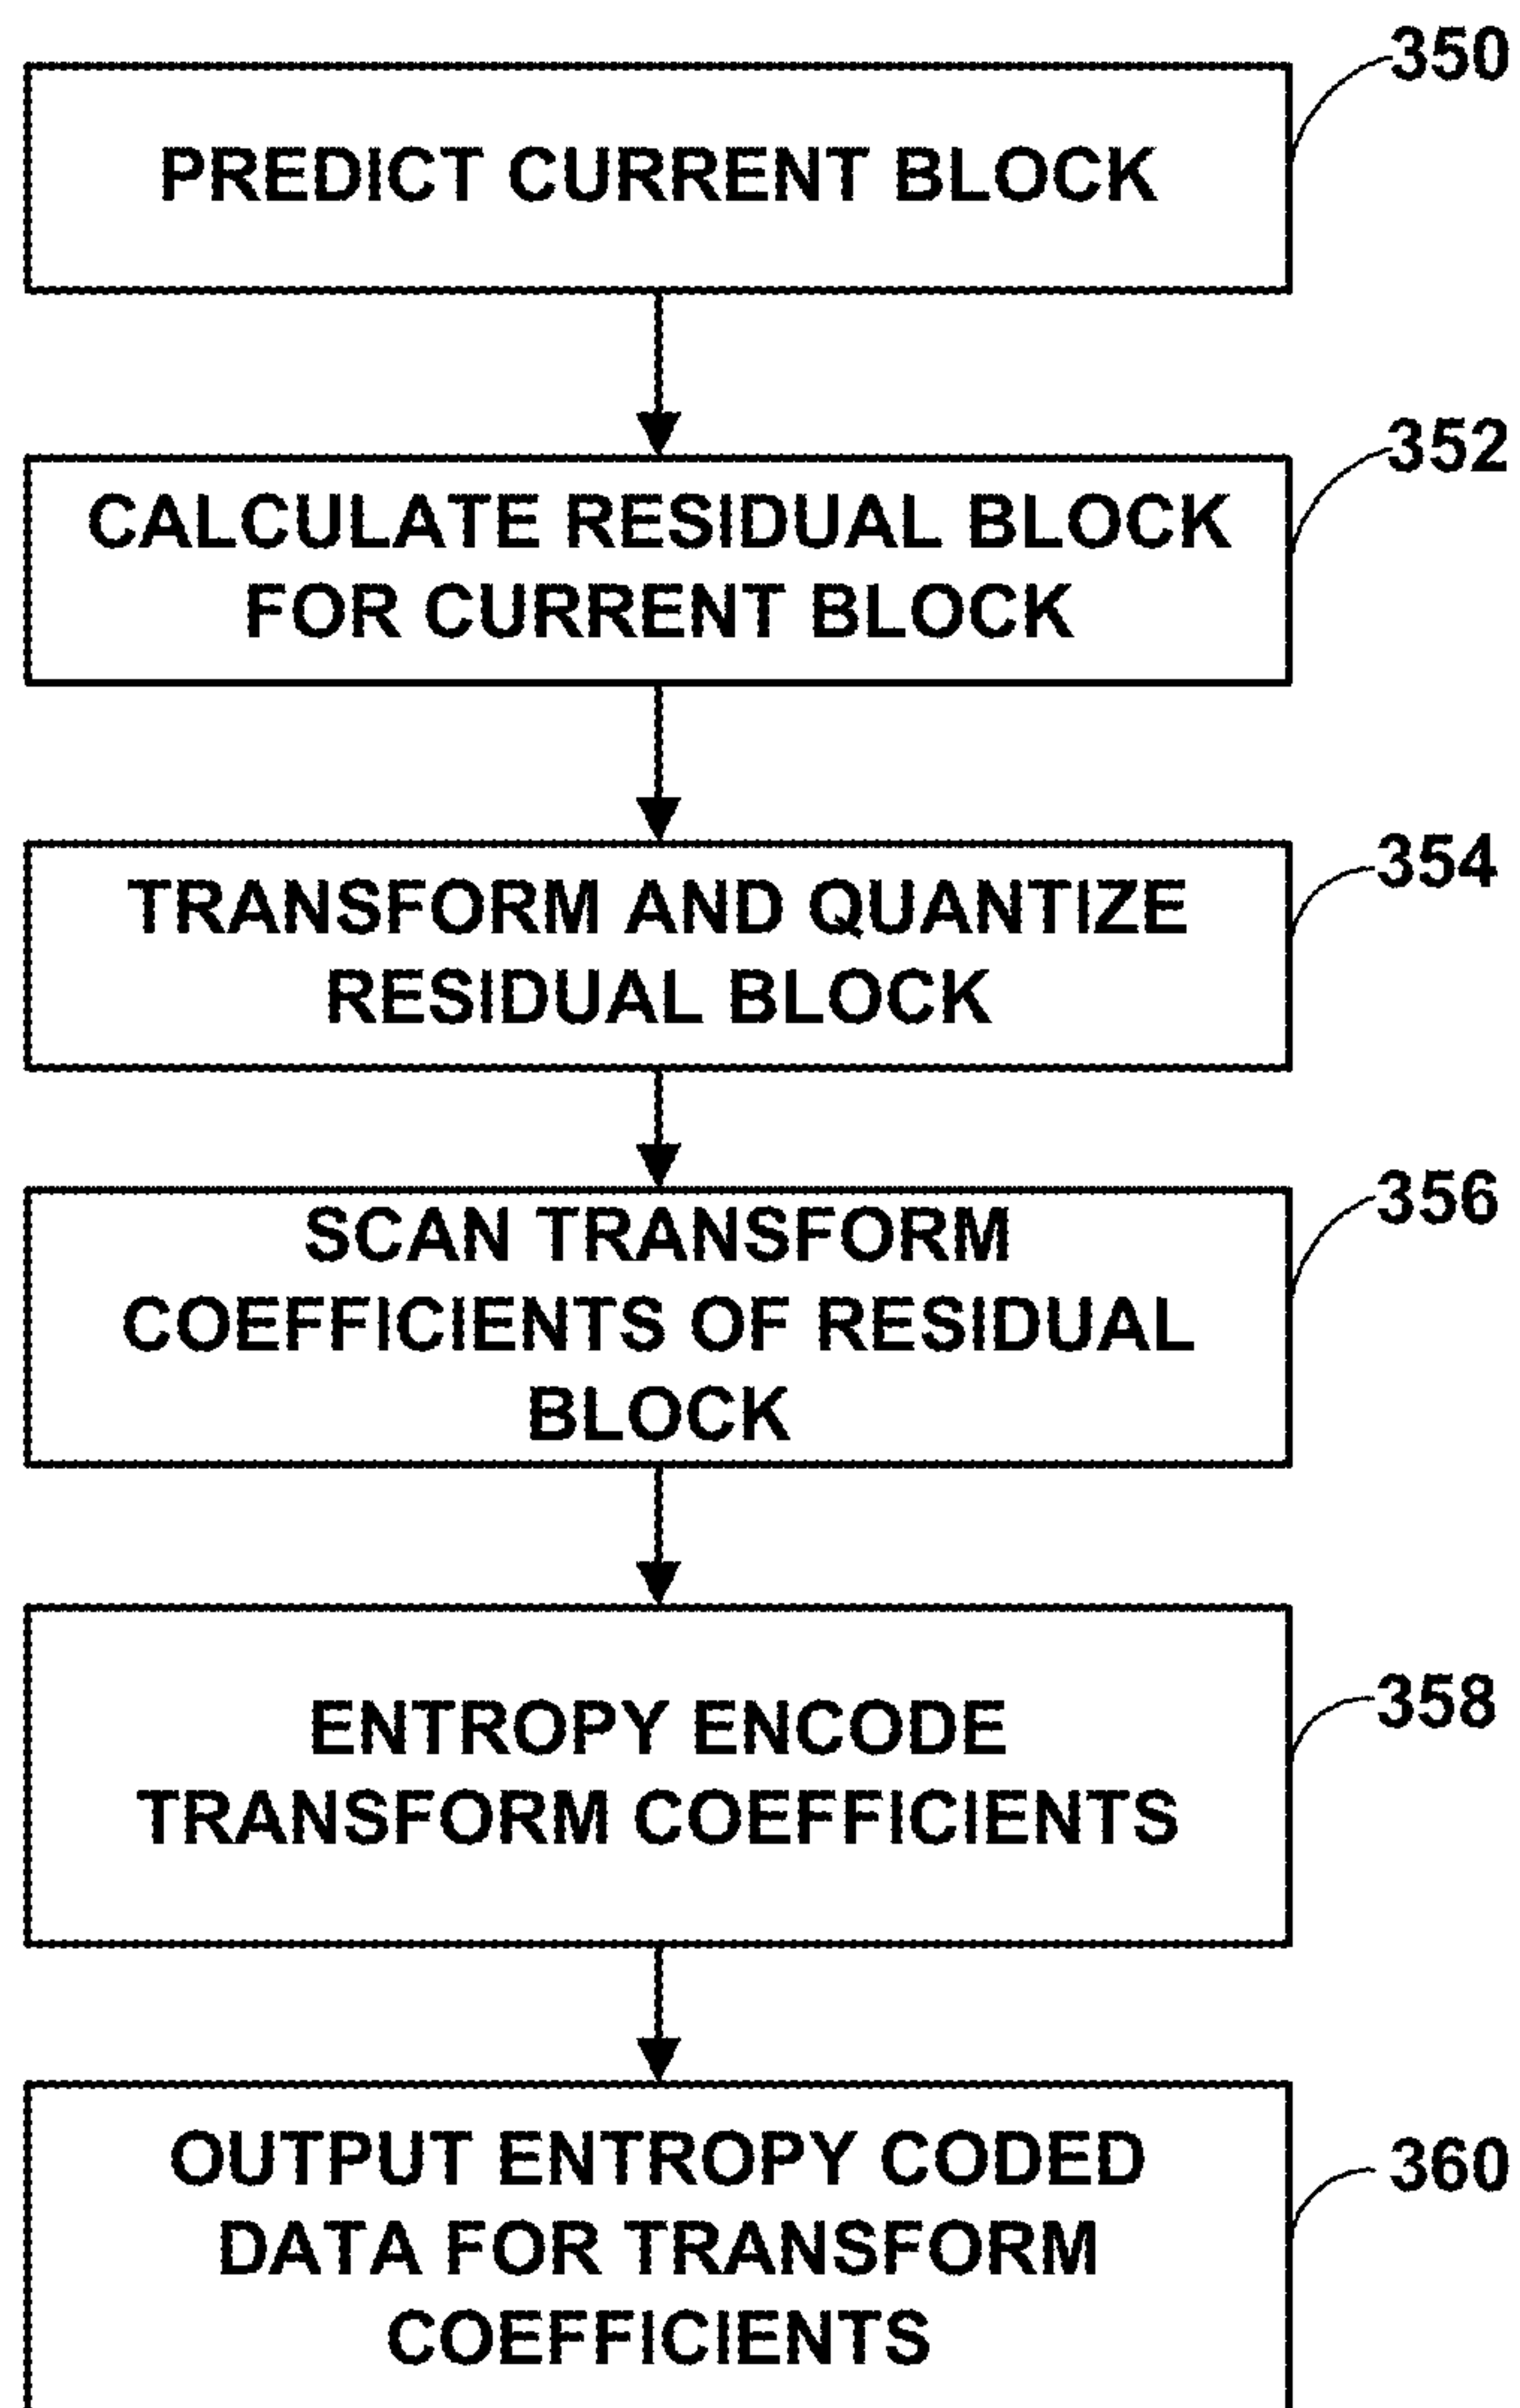 350
PREDICT CURRENT BLOCK
352
CALCULATE RESIDUAL BLOCK
FOR CURRENT BLOCK
354
TRANSFORM AND QUANTIZE
RESIDUAL BLOCK
356
SCAN TRANSFORM
COEFFICIENTS OF RESIDUAL
BLOCK
358
ENTROPY ENCODE
TRANSFORM COEFFICIENTS
360
OUTPUT ENTROPY CODED
DATA FOR TRANSFORM
COEFFICIENTS